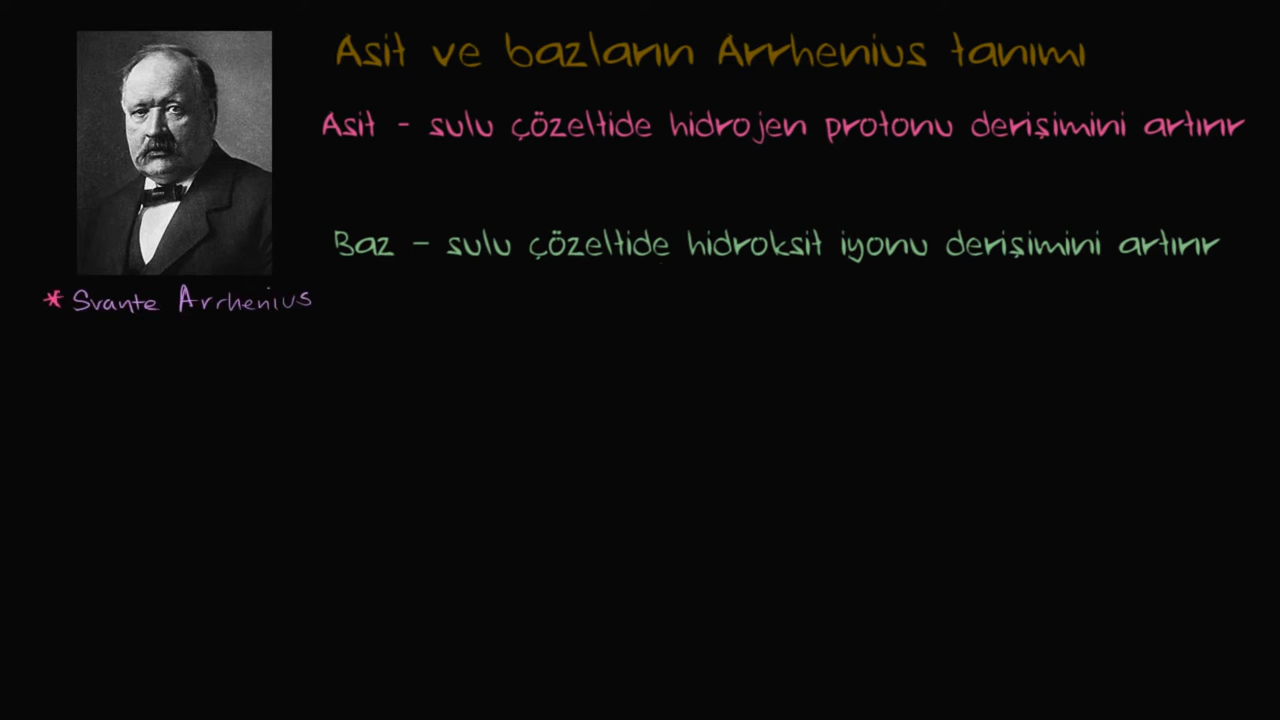 Asit ve bazların Arrhenius tanımı
Asit - sulu çözeltide hidrojen protonu derişimini artırır
Baz - sulu çözeltide hidroksit iyonu derişimini artırır
* Svante Arrhenius